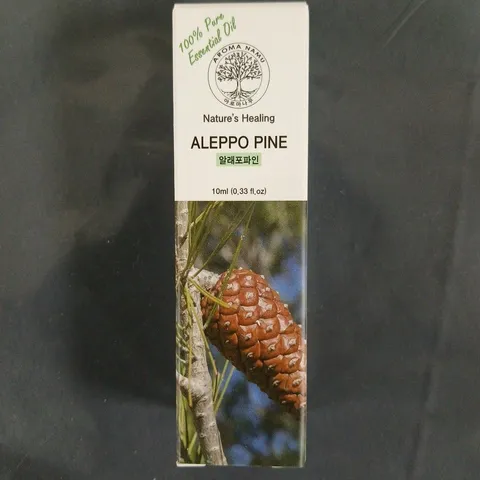 100% Pure
Essential Oil
AROMA NAMU
아로마나무
Nature's Healing
ALEPPO PINE
알래포파인
10ml (0.33 fl.oz)